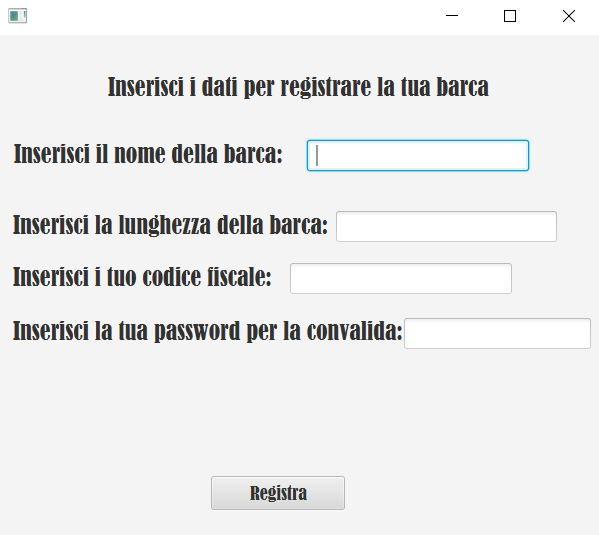 Inserisci i dati per registrare la tua barca
Inserisci il nome della barca:
Inserisci la lunghezza della barca:
Inserisci i tuo codice fiscale:
Inserisci la tua password per la convalida:
Registra